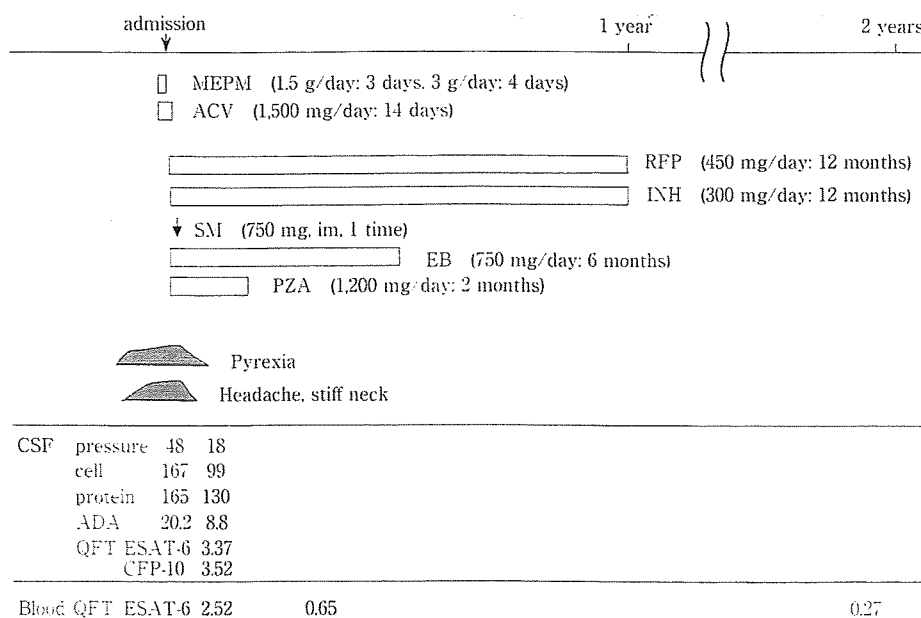 admission 1 year 2 years
MEPM (1.5 g/day: 3 days, 3 g/day: 4 days)
ACV (1,500 mg/day: 14 days)
RFP (450 mg/day: 12 months)
INH (300 mg/day: 12 months)
SM (750 mg, im, 1 time)
EB (750 mg/day: 6 months)
PZA (1,200 mg/day: 2 months)
Pyrexia
Headache, stiff neck
CSF pressure 48 18
cell 167 99
protein 165 130
ADA 20.2 8.8
QFT ESAT-6 3.37
CFP-10 3.52
Blood QFT ESAT-6 2.52 0.65 0.27